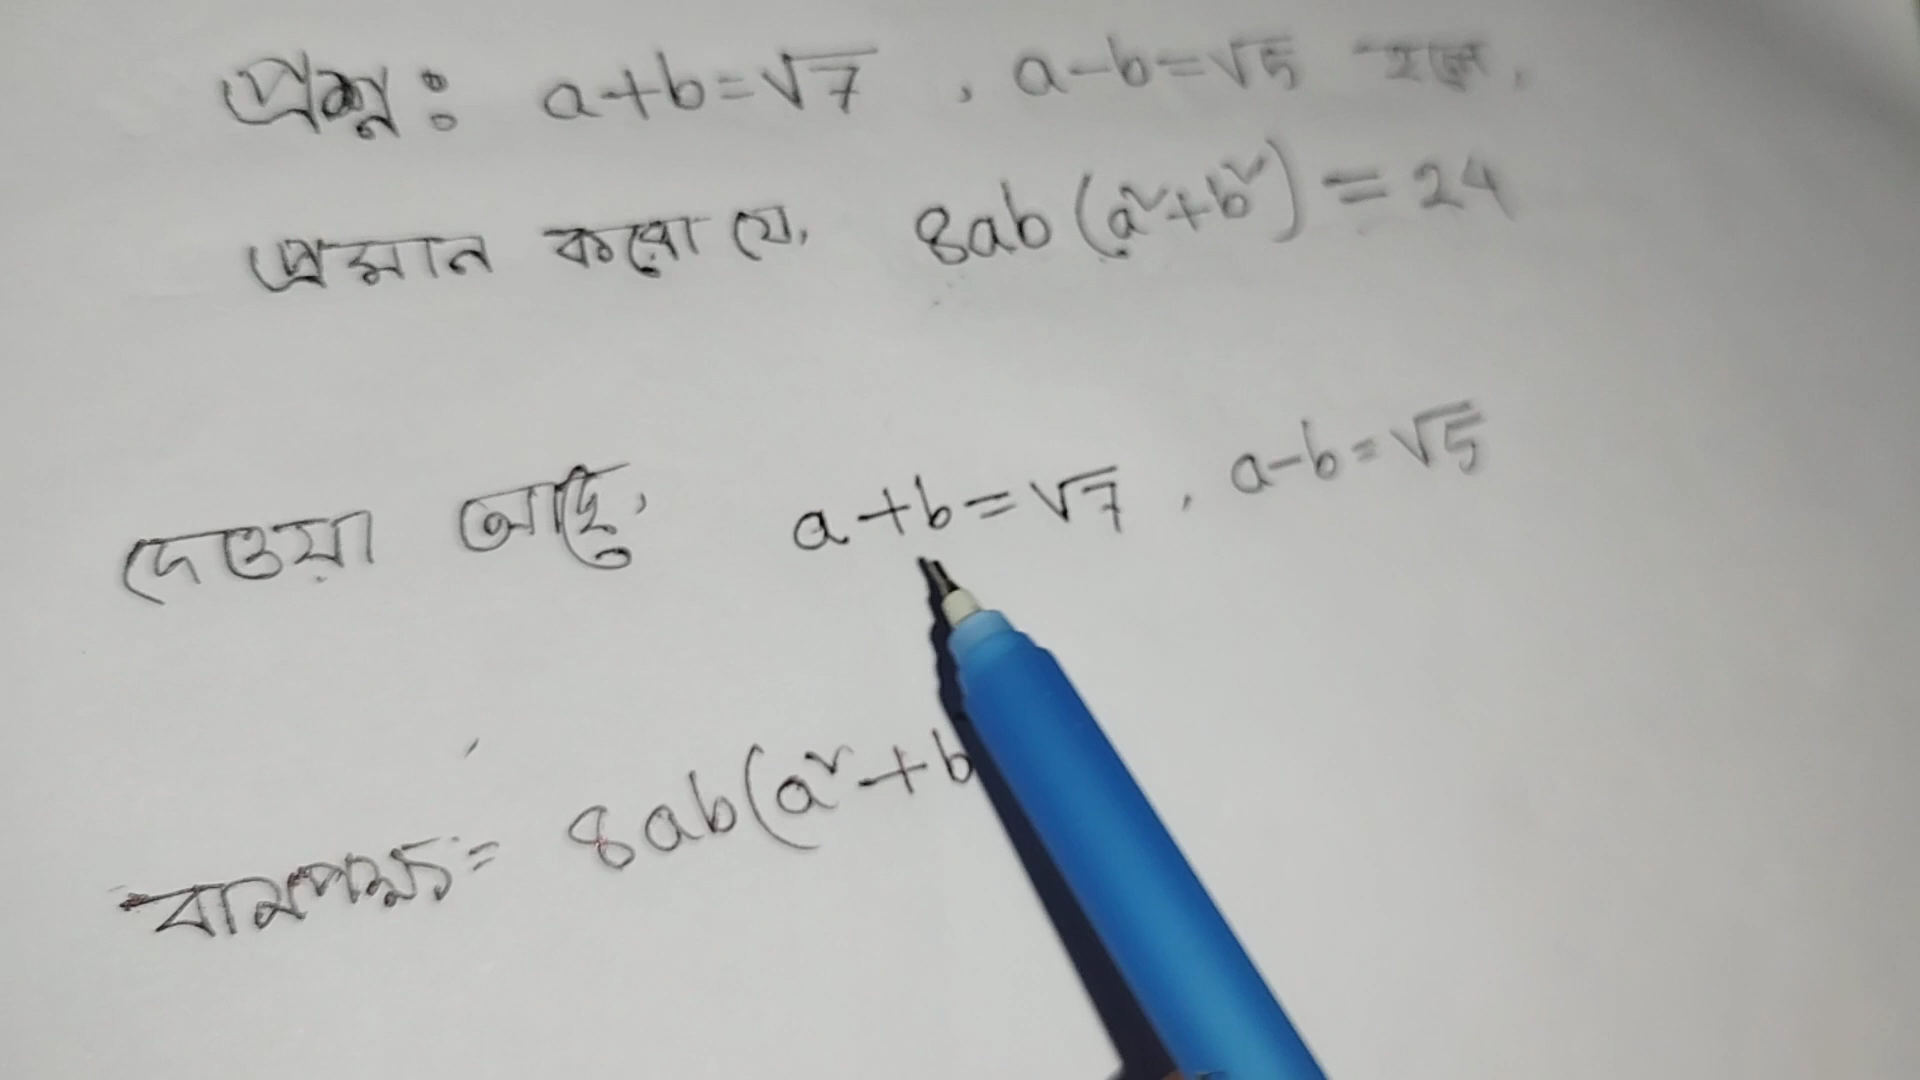 প্রশ্ন: a+b=√7 , a-b=√5 হলে,
প্রমান করো যে, 8ab(a²+b²) = 24
দেওয়া আছে, a+b=√7 , a-b=√5
বামপক্ষ= 8ab(a²+b